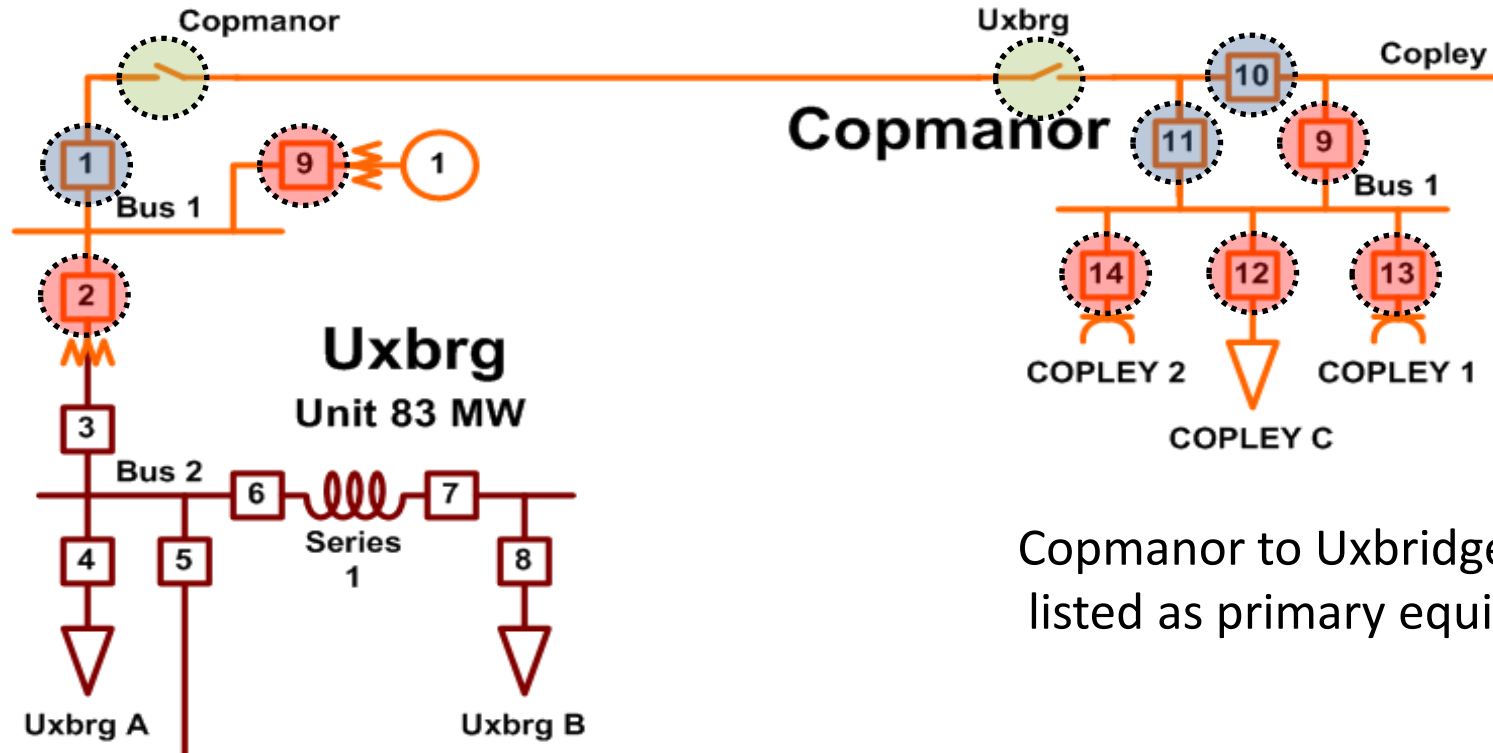 Copmanor
Uxbrg
Copley
10
Copmanor
11
9
1
9
1
Bus 1
Bus 1
2
14
12
13
Uxbrg
Unit 83 MW
COPLEY 2
COPLEY 1
3
COPLEY C
Bus 2
6
7
Series
1
4
5
8
Copmanor to Uxbridge
listed as primary equi
Uxbrg A
Uxbrg B